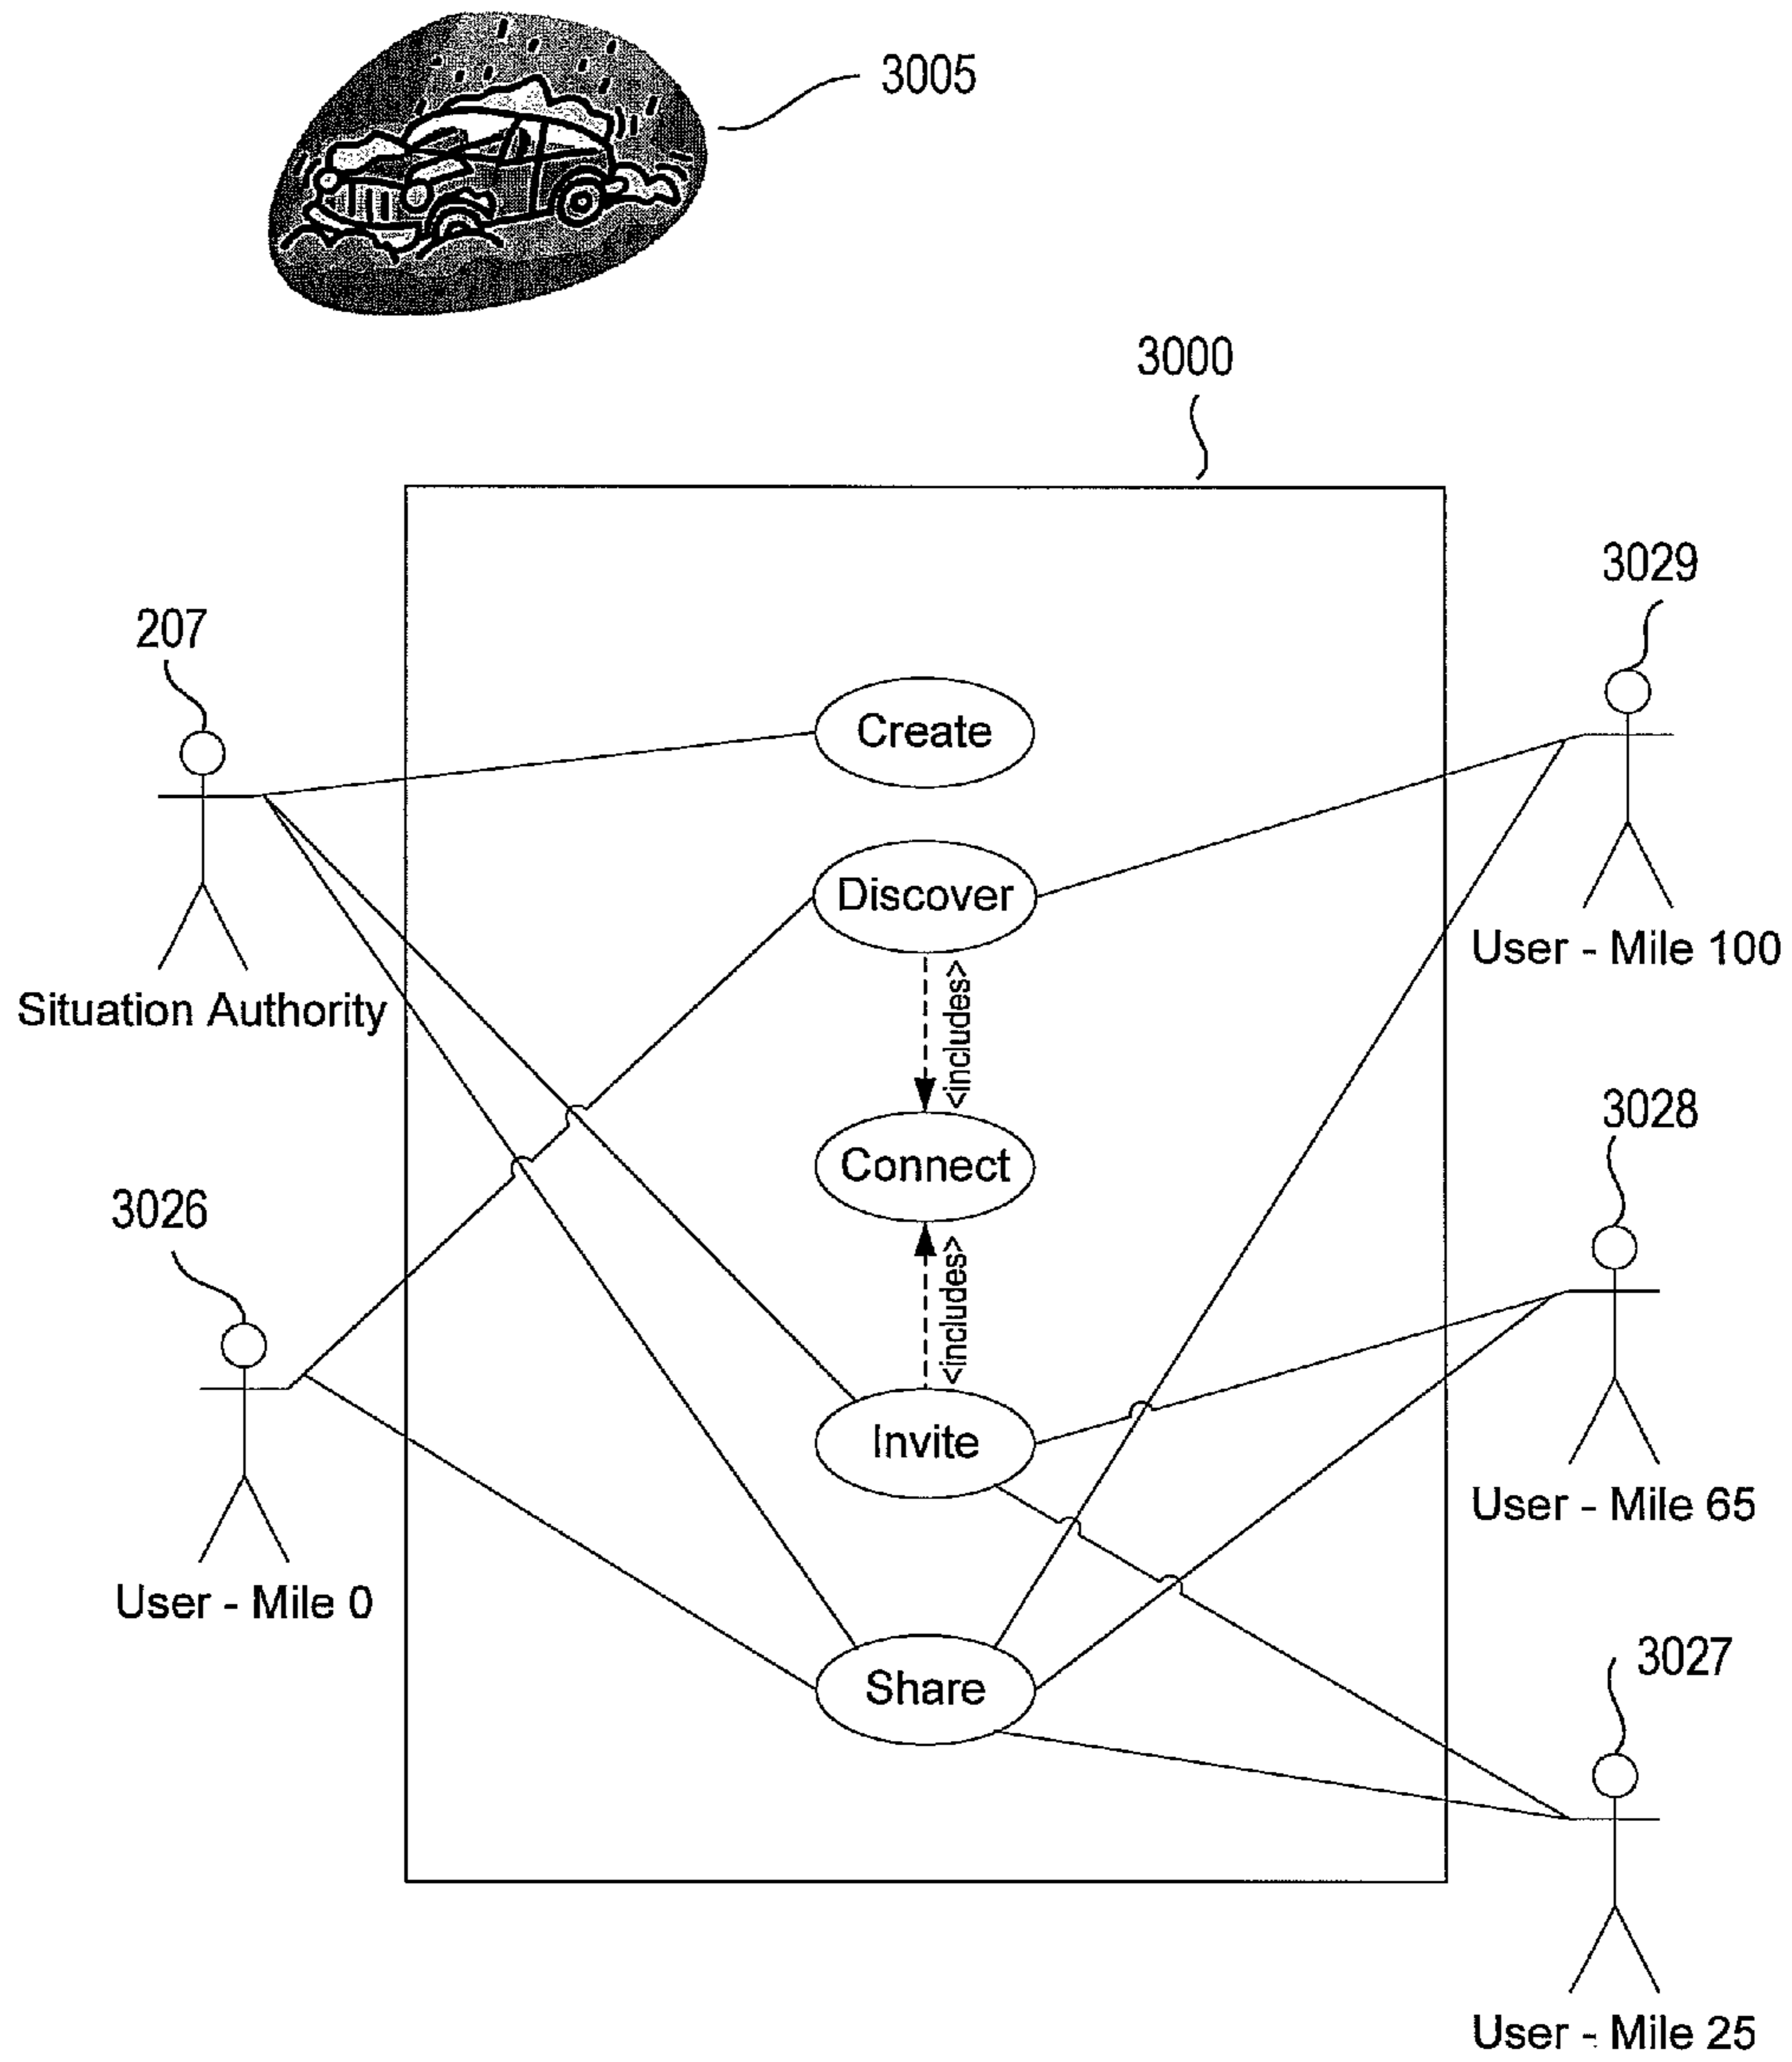 3005
3000
3029
207
Create
Discover
User - Mile 100
Situation Authority
<includes>
3028
Connect
3026
<includes>
Invite
User - Mile 65
User - Mile 0
3027
Share
User - Mile 25